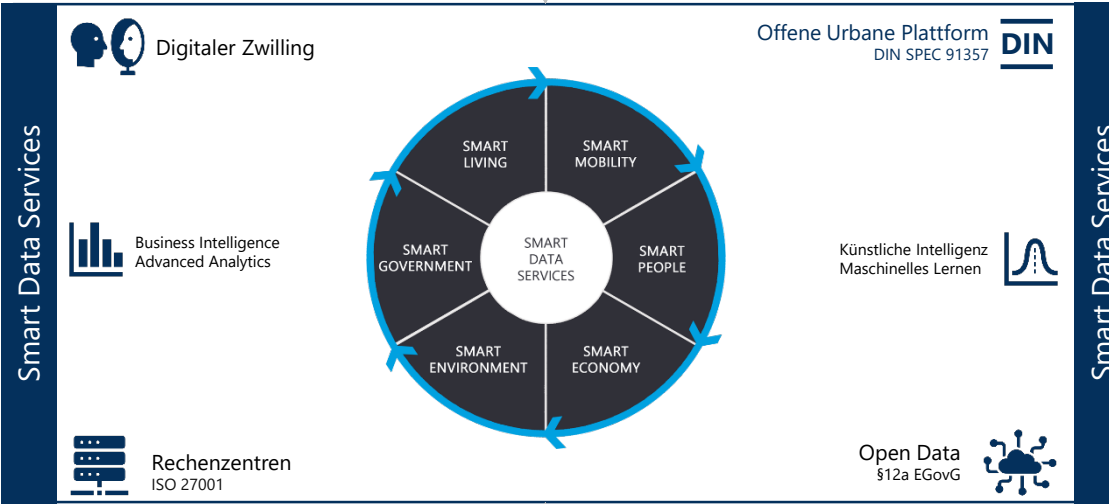 Smart Data Services
Digitaler Zwilling
Offene Urbane Plattform
DIN SPEC 91357
DIN
SMART
LIVING
SMART
MOBILITY
Business Intelligence
Advanced Analytics
SMART
GOVERNMENT
SMART
DATA
SERVICES
SMART
PEOPLE
Künstliche Intelligenz
Maschinelles Lernen
SMART
ENVIRONMENT
SMART
ECONOMY
Rechenzentren
ISO 27001
Open Data
§12a EGovG
Smart Data Services